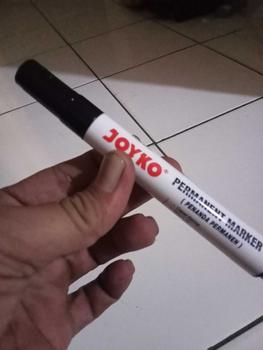 JOYKO®
PERMANENT MARKER
( PENANDA PERMANEN )